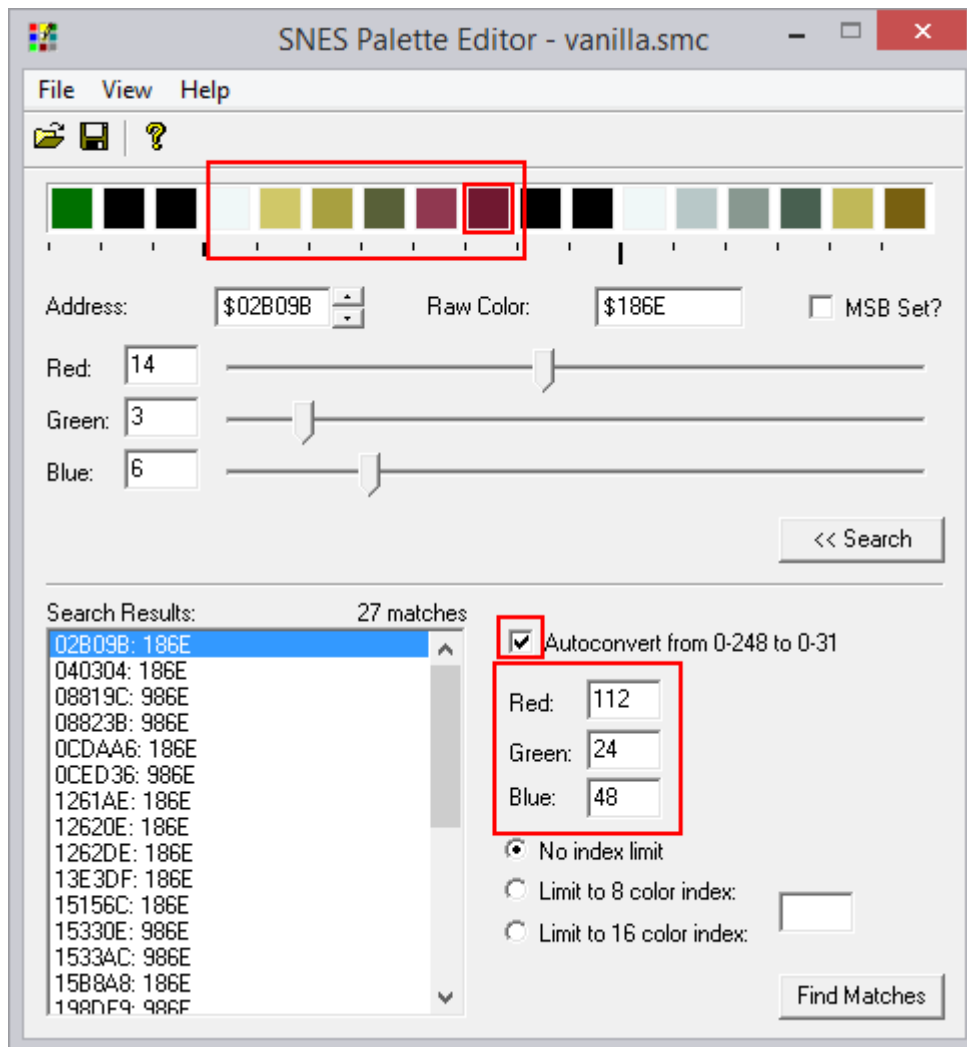 SNES Palette Editor - vanilla.smc
File View Help
Address: $02B09B Raw Color: $186E MSB Set?
Red: 14
Green: 3
Blue: 6
<< Search
Search Results: 27 matches
02B09B: 186E
040304: 186E
08819C: 986E
08823B: 986E
0CDAA6: 186E
0CED36: 986E
1261AE: 186E
12620E: 186E
1262DE: 186E
13E3DF: 186E
15156C: 186E
15330E: 986E
1533AC: 986E
15B8A8: 186E
198DF9: 986E
Autoconvert from 0-248 to 0-31
Red: 112
Green: 24
Blue: 48
No index limit
Limit to 8 color index:
Limit to 16 color index:
Find Matches